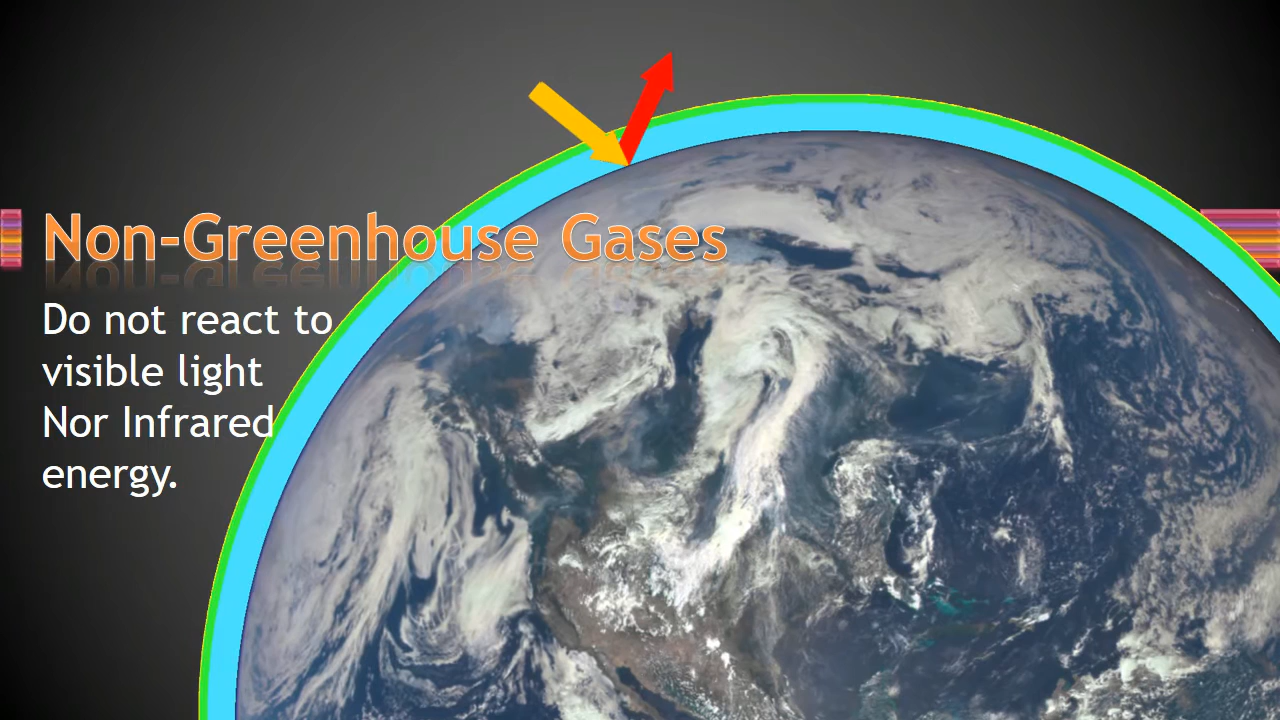 Non-Greenhouse Gases
Do not react to
visible light
Nor Infrared
energy.